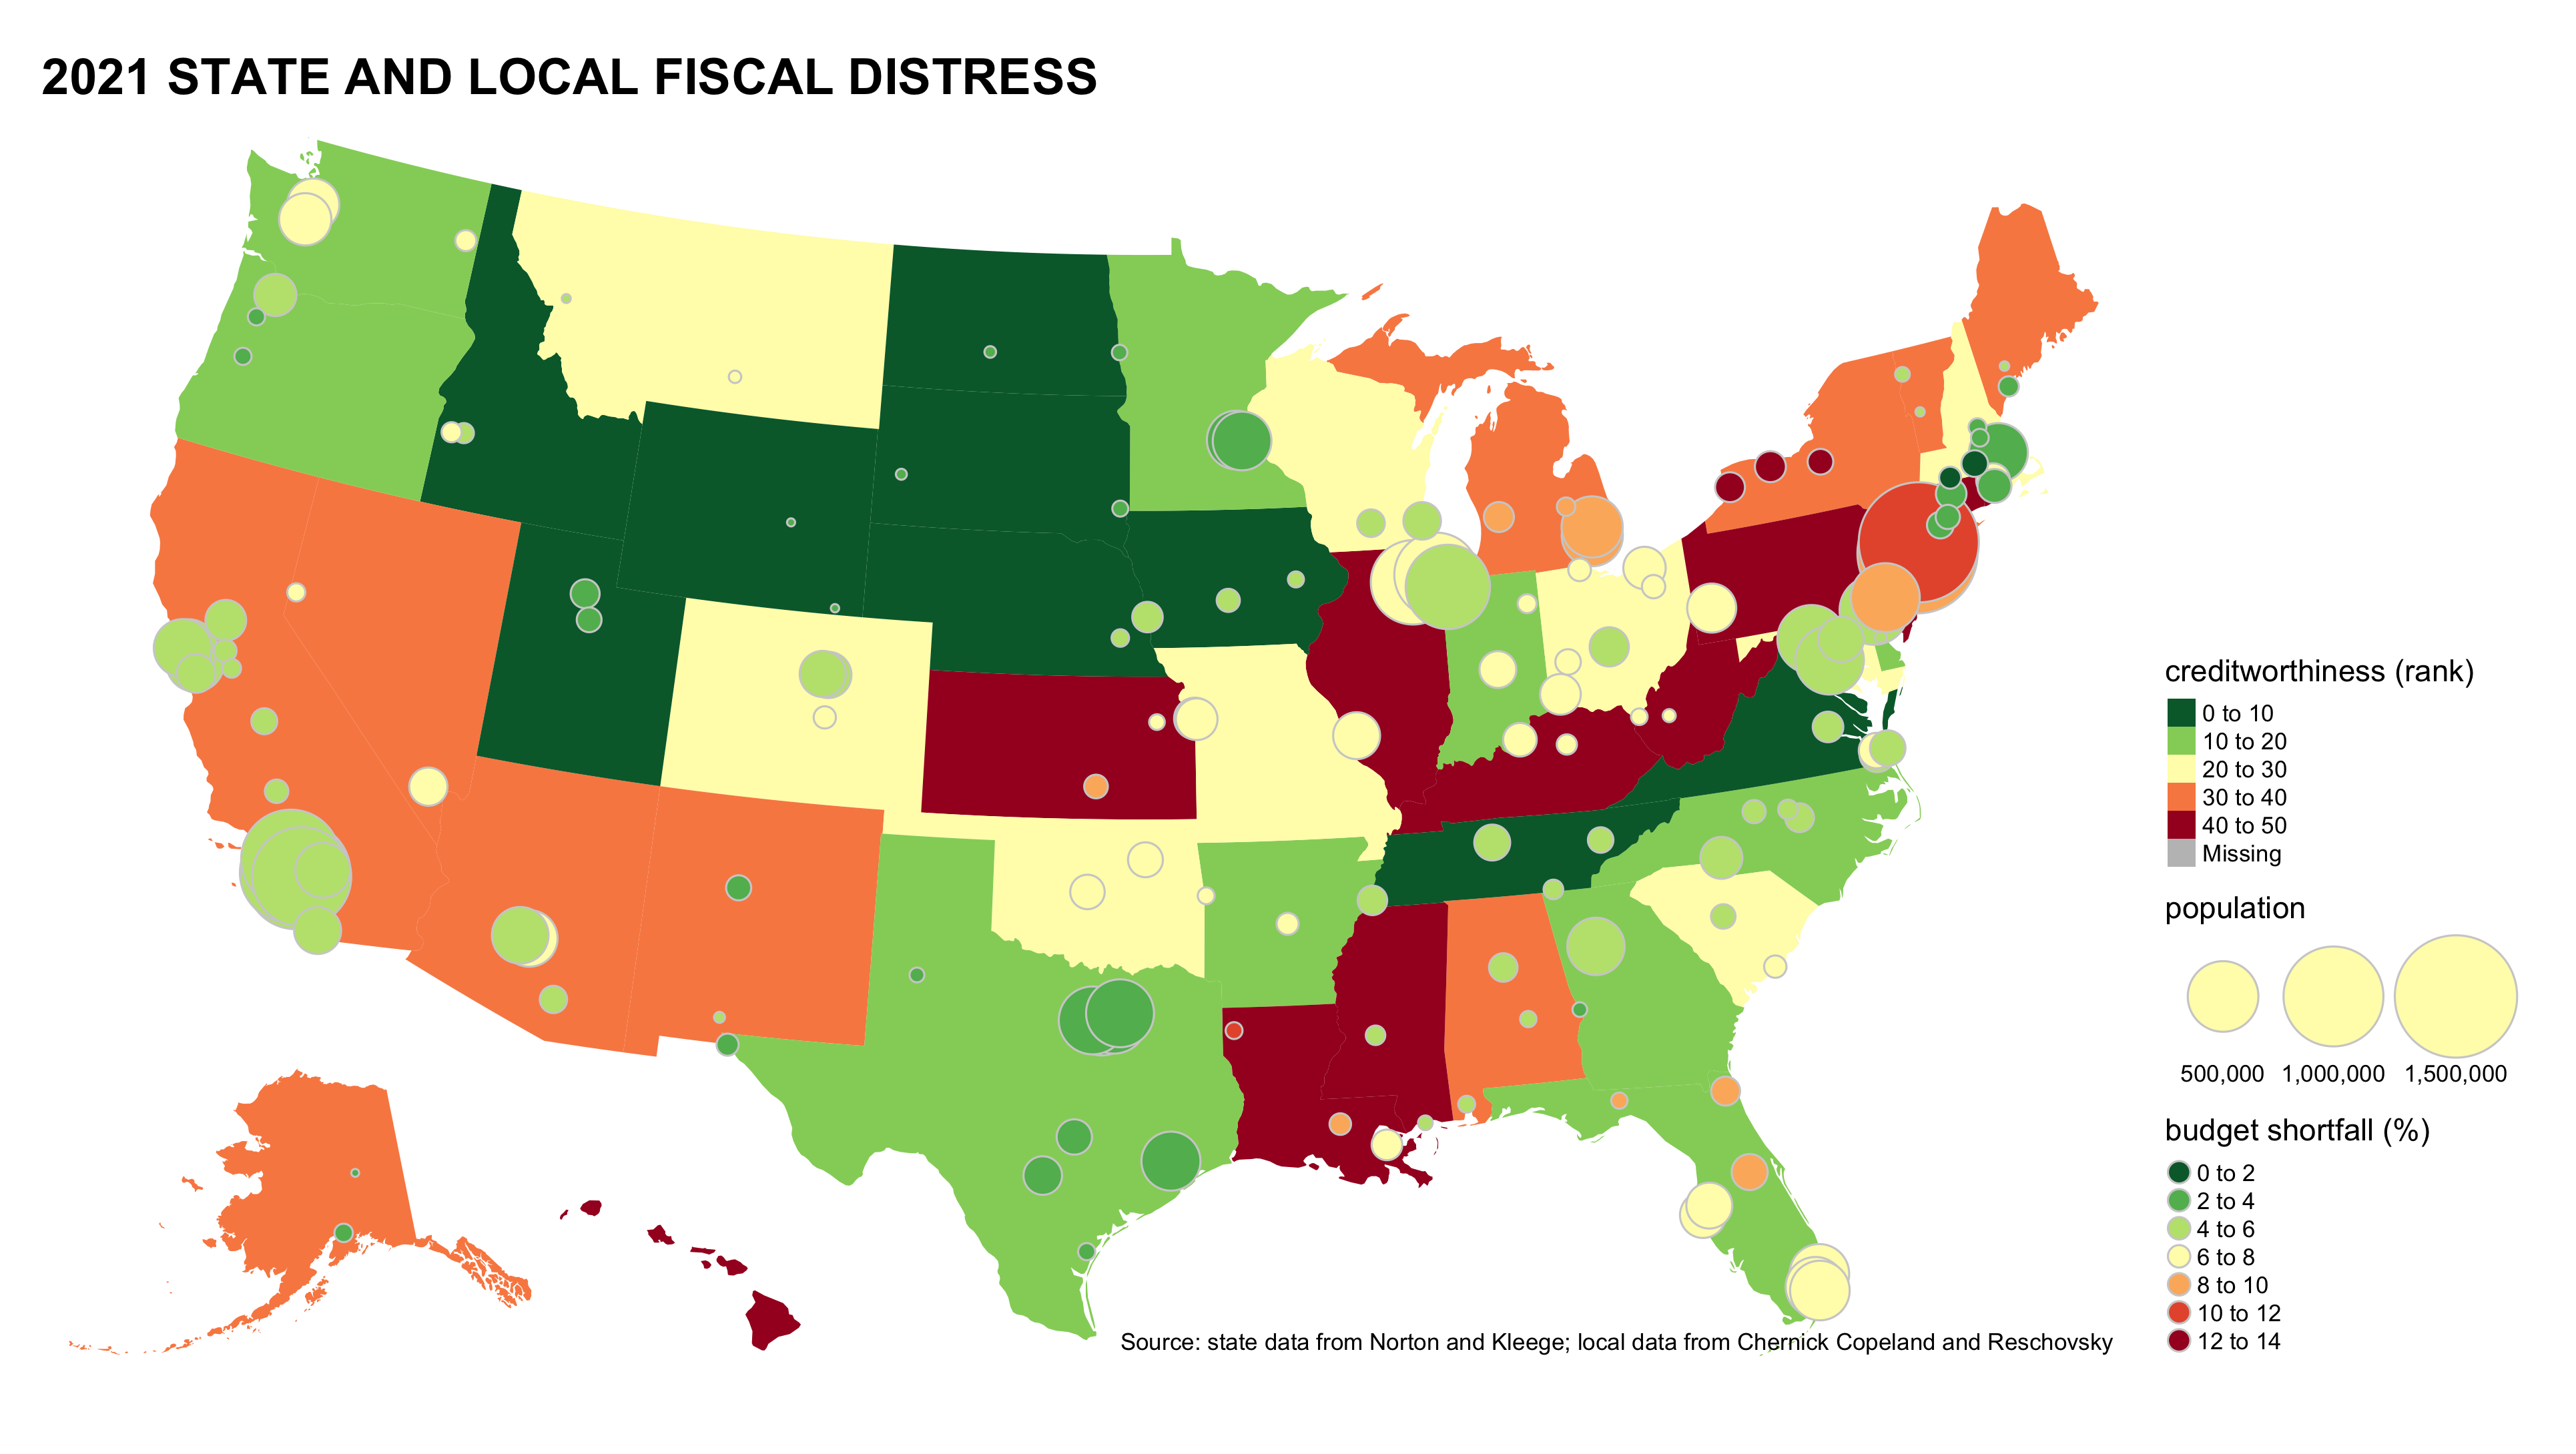 2021 STATE AND LOCAL FISCAL DISTRESS
creditworthiness (rank)
0 to 10
10 to 20
20 to 30
30 to 40
40 to 50
Missing
population
500,000 1,000,000 1,500,000
budget shortfall (%)
0 to 2
2 to 4
4 to 6
6 to 8
8 to 10
10 to 12
12 to 14
Source: state data from Norton and Kleege; local data from Chernick Copeland and Reschovsky